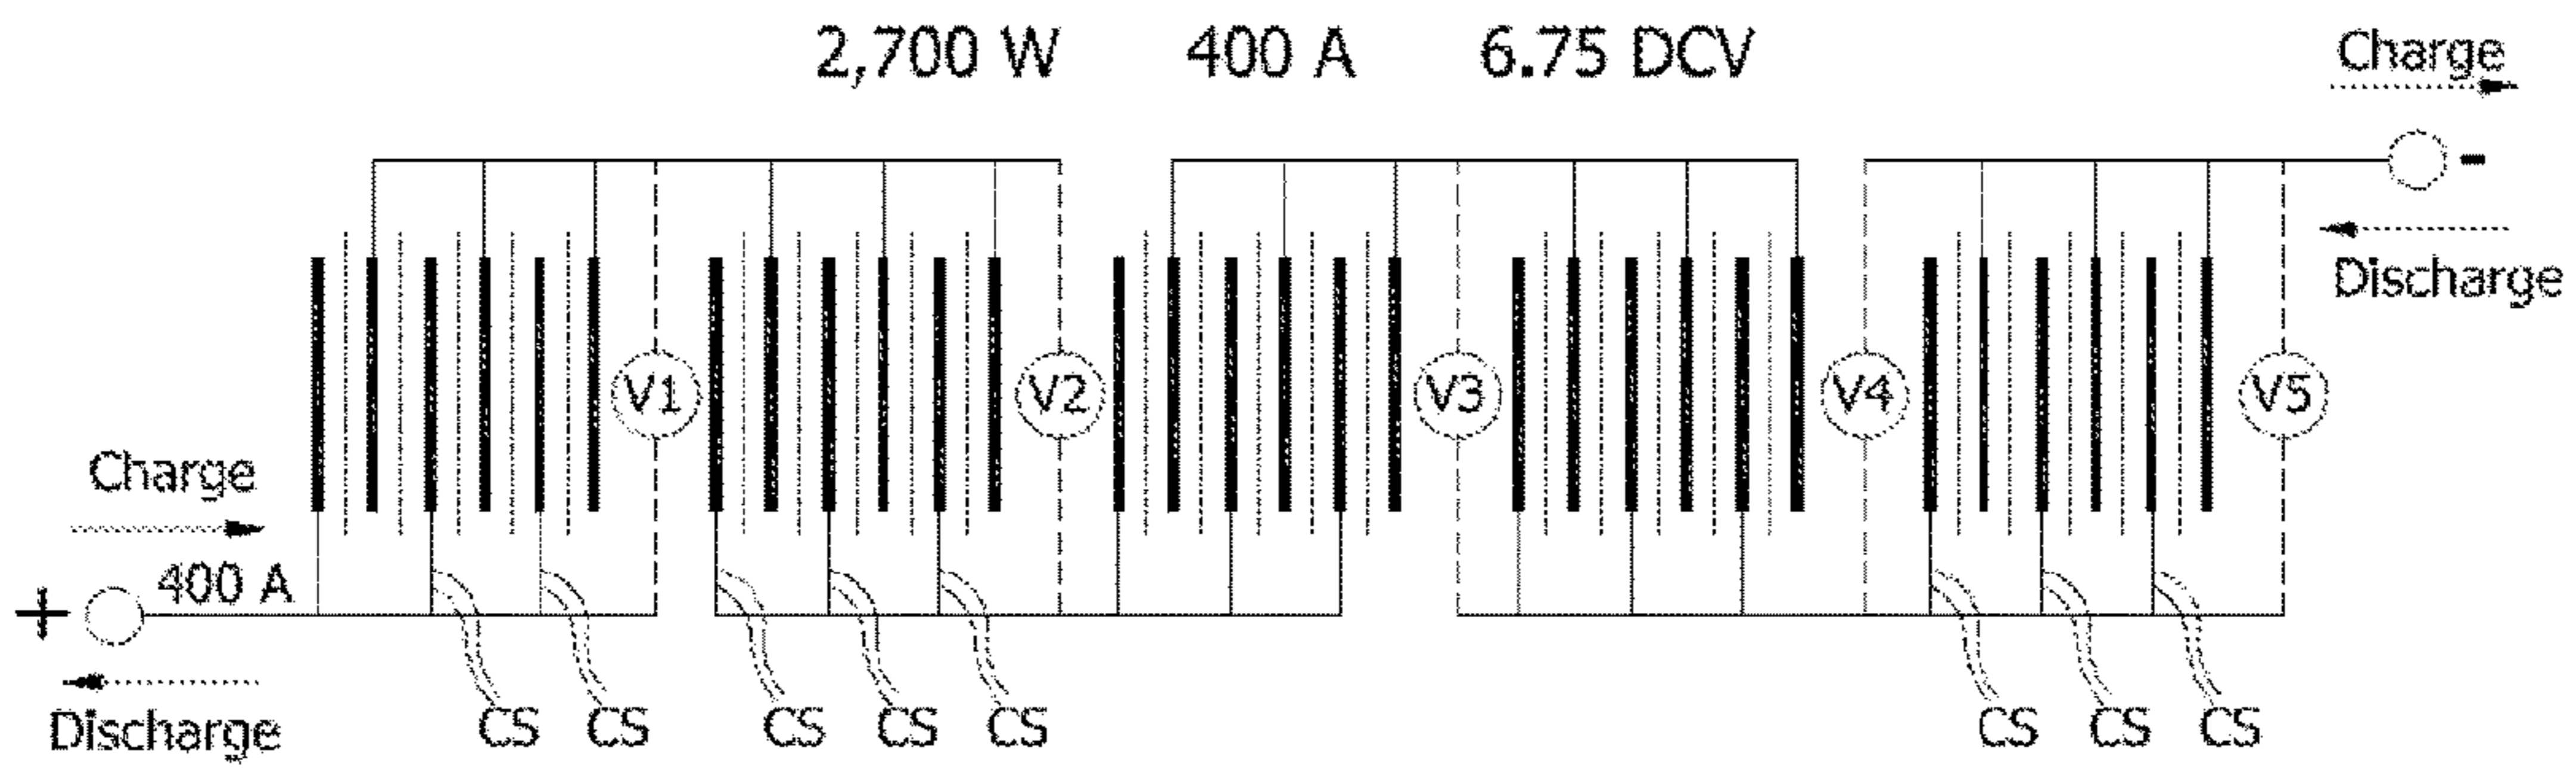 2,700 W 400 A 6.75 DCV
Charge
-
Discharge
V1 V2 V3 V4 V5
Charge
400 A
+
Discharge
CS CS CS CS CS CS CS CS